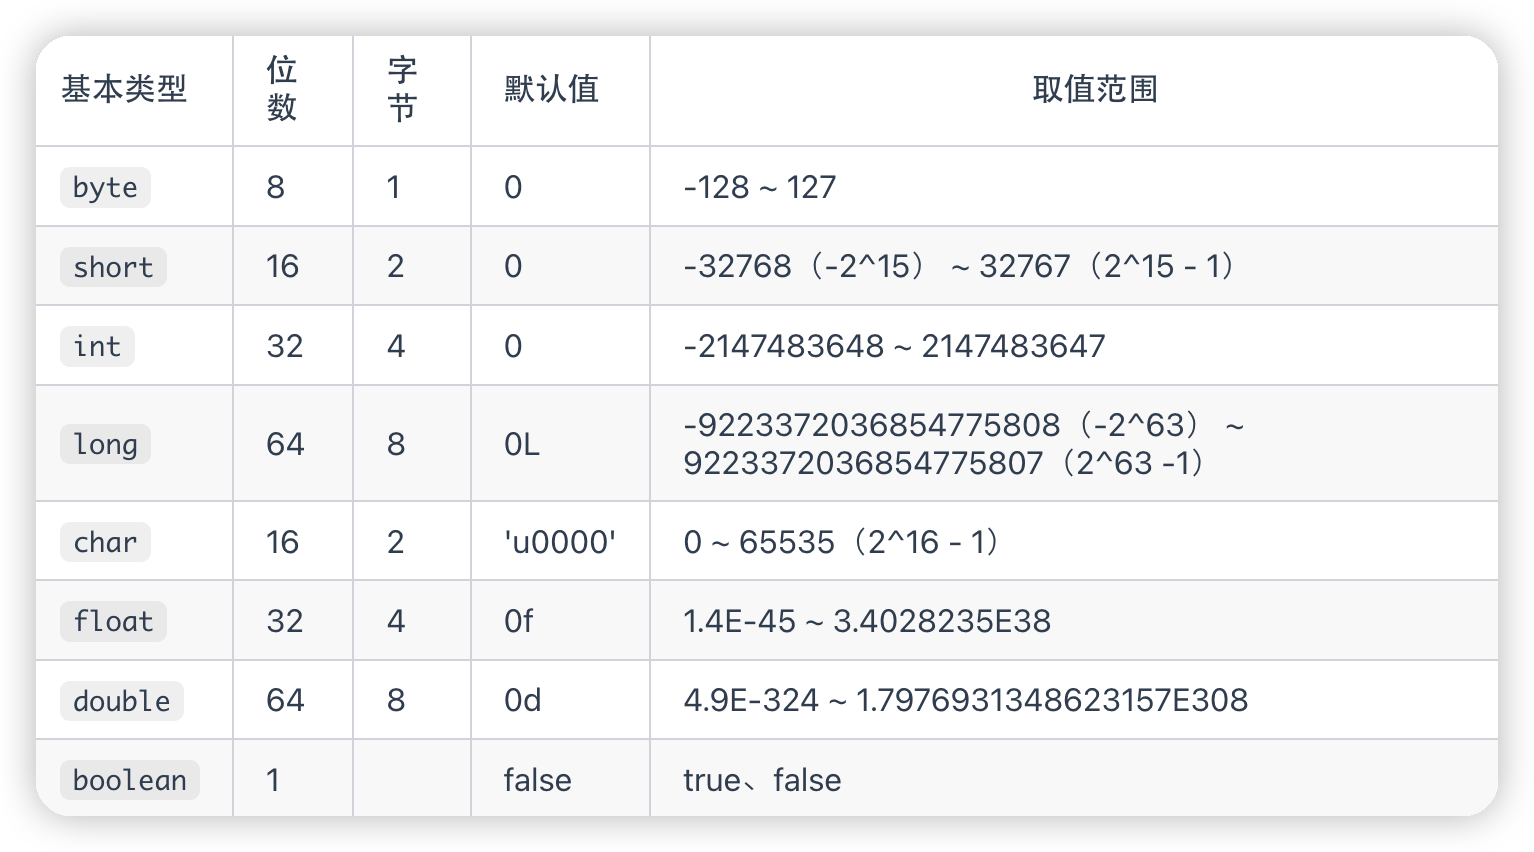 基本类型 位数 字节 默认值 取值范围
byte 8 1 0 -128 ~ 127
short 16 2 0 -32768（-2^15） ~ 32767（2^15 - 1）
int 32 4 0 -2147483648 ~ 2147483647
long 64 8 0L -9223372036854775808（-2^63） ~
9223372036854775807（2^63 -1）
char 16 2 'u0000' 0 ~ 65535（2^16 - 1）
float 32 4 0f 1.4E-45 ~ 3.4028235E38
double 64 8 0d 4.9E-324 ~ 1.7976931348623157E308
boolean 1 false true、false